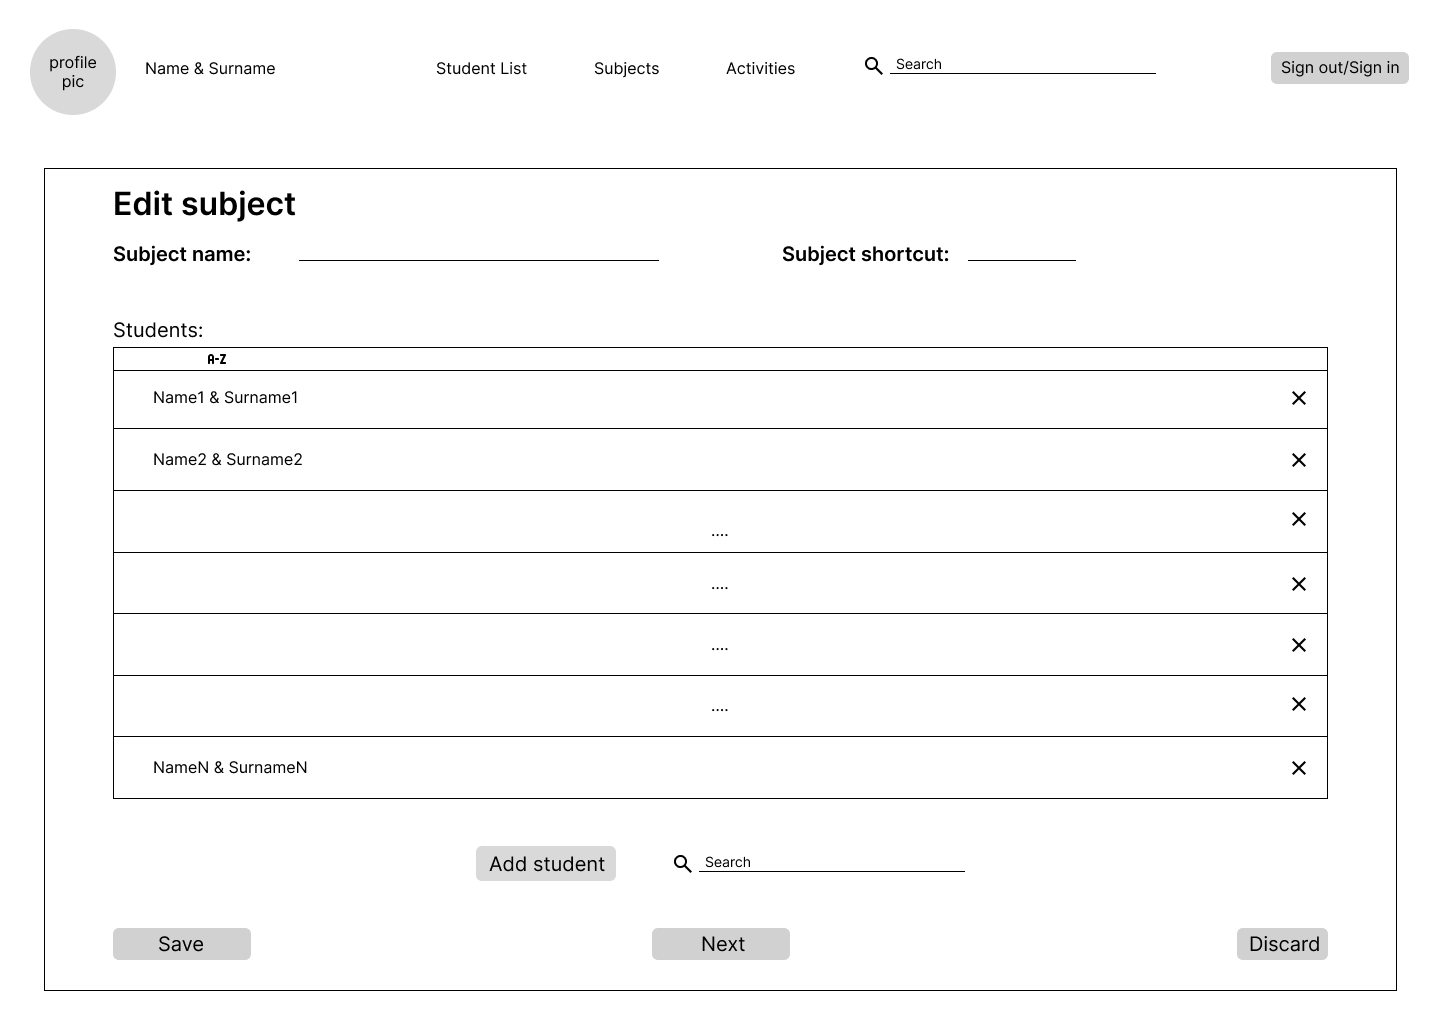 profile
pic
Name & Surname
Student List
Subjects
Activities
Search
Sign out/Sign in
Edit subject
Subject name:
Subject shortcut:
Students:
A-Z
Name1 & Surname1
Name2 & Surname2
....
....
....
....
NameN & SurnameN
Add student
Search
Save
Next
Discard